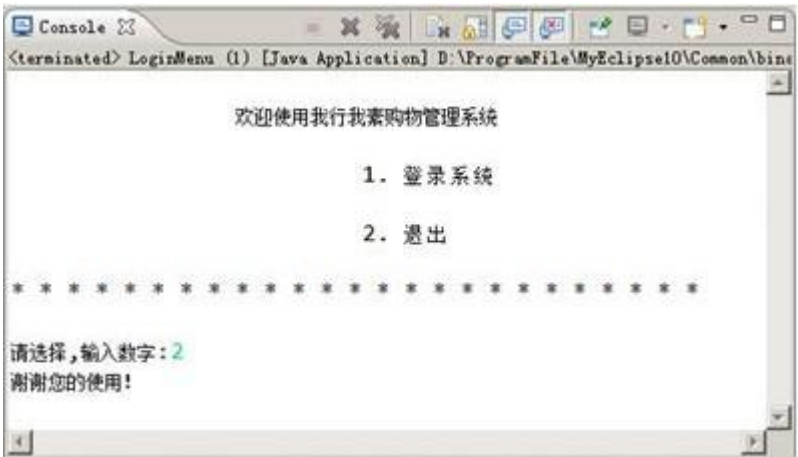 Console
<terminated> LoginMenu (1) [Java Application] D:\ProgramFile\MyEclipse10\Common\bina
欢迎使用我行我素购物管理系统
1. 登录系统
2. 退出
* * * * * * * * * * * * * * * * * * * * * * * * *
请选择,输入数字:2
谢谢您的使用!